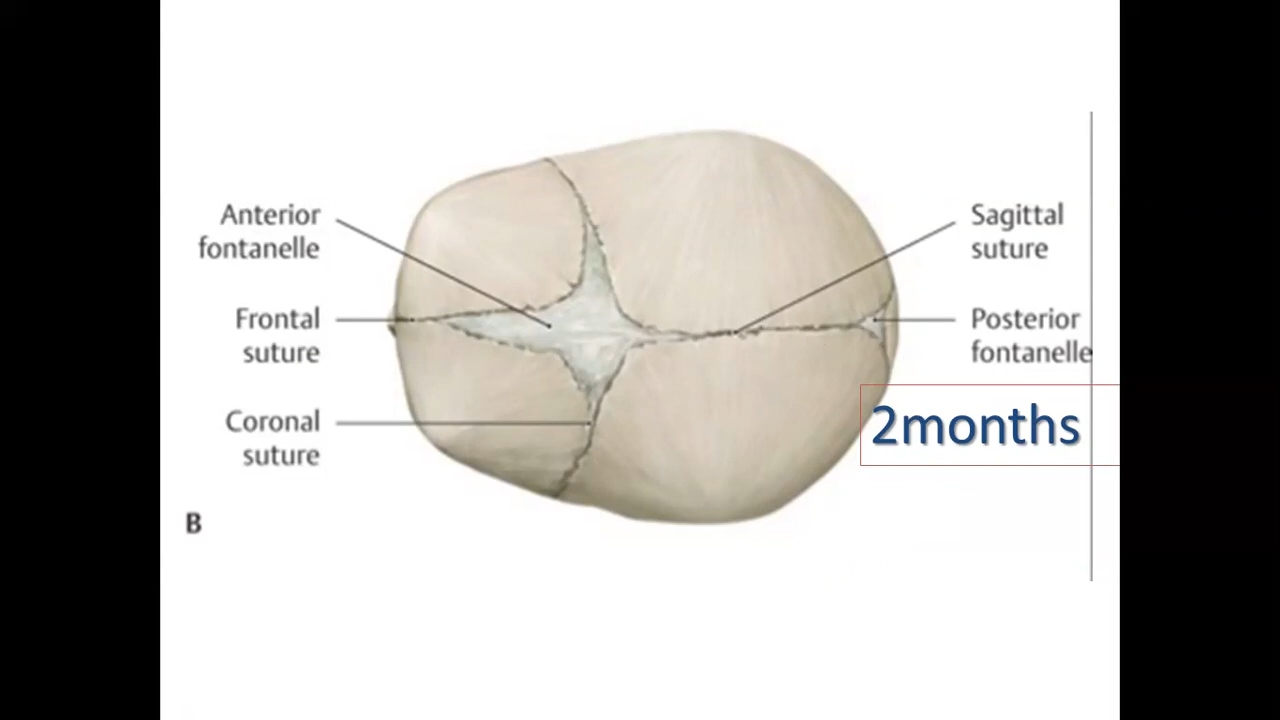 Anterior
fontanelle
Frontal
suture
Coronal
suture
B
Sagittal
suture
Posterior
fontanelle
2months